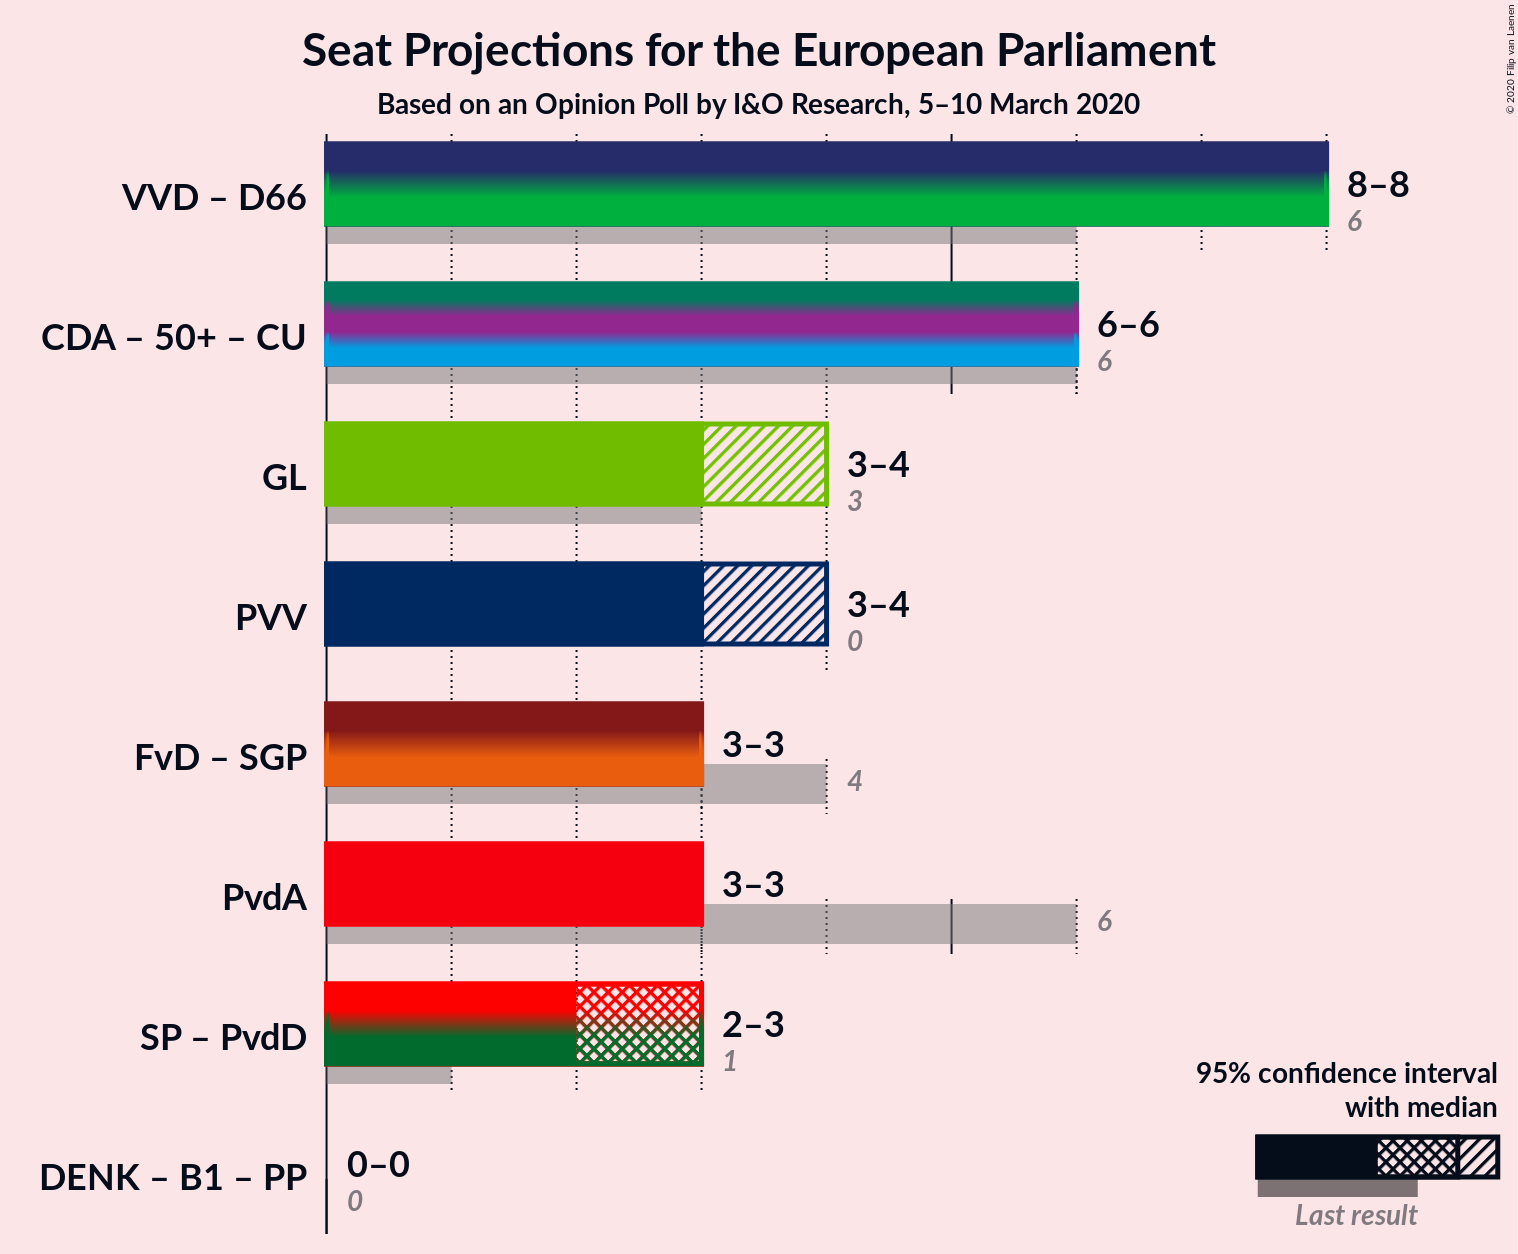 Seat Projections for the European Parliament
Based on an Opinion Poll by I&O Research, 5–10 March 2020
© 2020 Filip van Laenen
VVD – D66
8–8
6
CDA – 50+ – CU
6–6
6
GL
3–4
3
PVV
3–4
0
FvD – SGP
3–3
4
PvdA
3–3
6
SP – PvdD
2–3
1
DENK – B1 – PP
0–0
0
95% confidence interval
with median
Last result